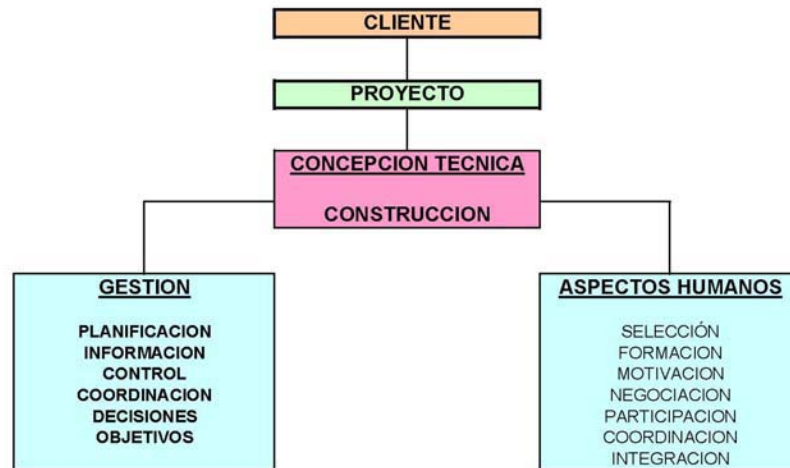 CLIENTE
PROYECTO
CONCEPCION TECNICA
CONSTRUCCION
GESTION
PLANIFICACION
INFORMACION
CONTROL
COORDINACION
DECISIONES
OBJETIVOS
ASPECTOS HUMANOS
SELECCIÓN
FORMACION
MOTIVACION
NEGOCIACION
PARTICIPACION
COORDINACION
INTEGRACION